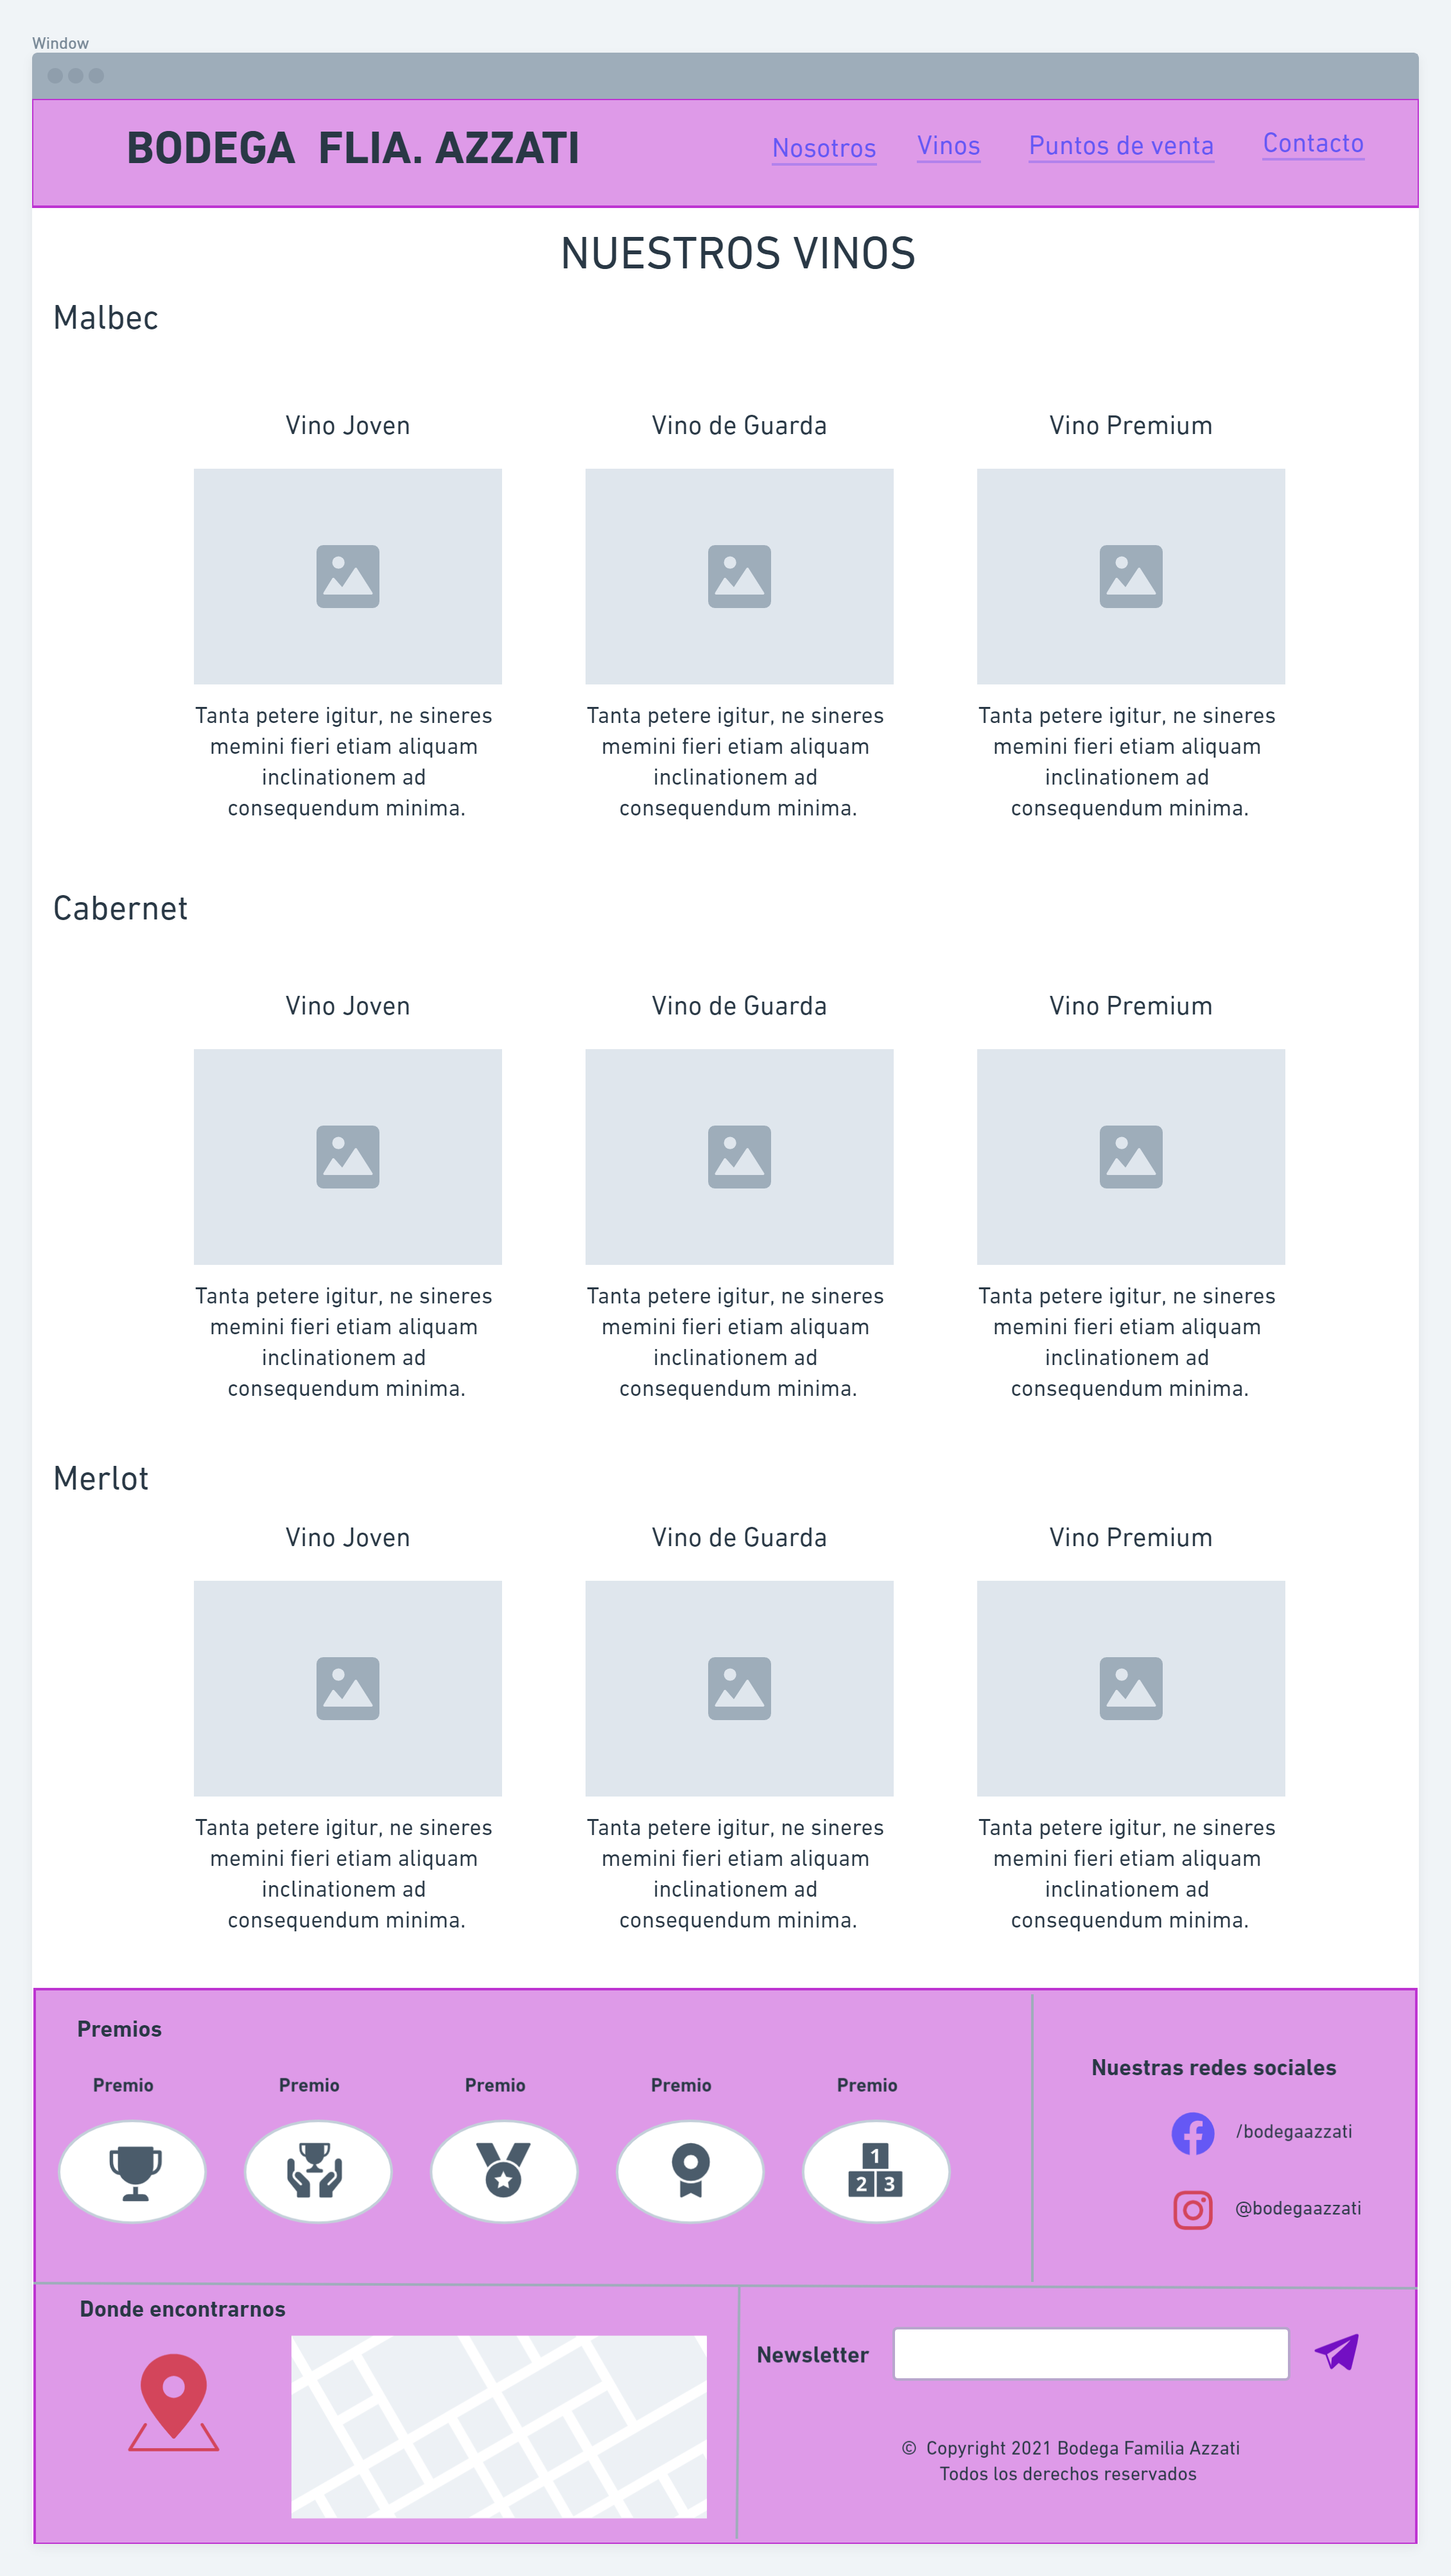 Window
BODEGA FLIA. AZZATI
Nosotros Vinos Puntos de venta Contacto
NUESTROS VINOS
Malbec
Vino Joven
Tanta petere igitur, ne sineres
memini fieri etiam aliquam
inclinationem ad
consequendum minima.
Vino de Guarda
Tanta petere igitur, ne sineres
memini fieri etiam aliquam
inclinationem ad
consequendum minima.
Vino Premium
Tanta petere igitur, ne sineres
memini fieri etiam aliquam
inclinationem ad
consequendum minima.
Cabernet
Vino Joven
Tanta petere igitur, ne sineres
memini fieri etiam aliquam
inclinationem ad
consequendum minima.
Vino de Guarda
Tanta petere igitur, ne sineres
memini fieri etiam aliquam
inclinationem ad
consequendum minima.
Vino Premium
Tanta petere igitur, ne sineres
memini fieri etiam aliquam
inclinationem ad
consequendum minima.
Merlot
Vino Joven
Tanta petere igitur, ne sineres
memini fieri etiam aliquam
inclinationem ad
consequendum minima.
Vino de Guarda
Tanta petere igitur, ne sineres
memini fieri etiam aliquam
inclinationem ad
consequendum minima.
Vino Premium
Tanta petere igitur, ne sineres
memini fieri etiam aliquam
inclinationem ad
consequendum minima.
Premios
Premio Premio Premio Premio Premio
1
2 3
Nuestras redes sociales
/bodegaazzati
@bodegaazzati
Donde encontrarnos
Newsletter
© Copyright 2021 Bodega Familia Azzati
Todos los derechos reservados